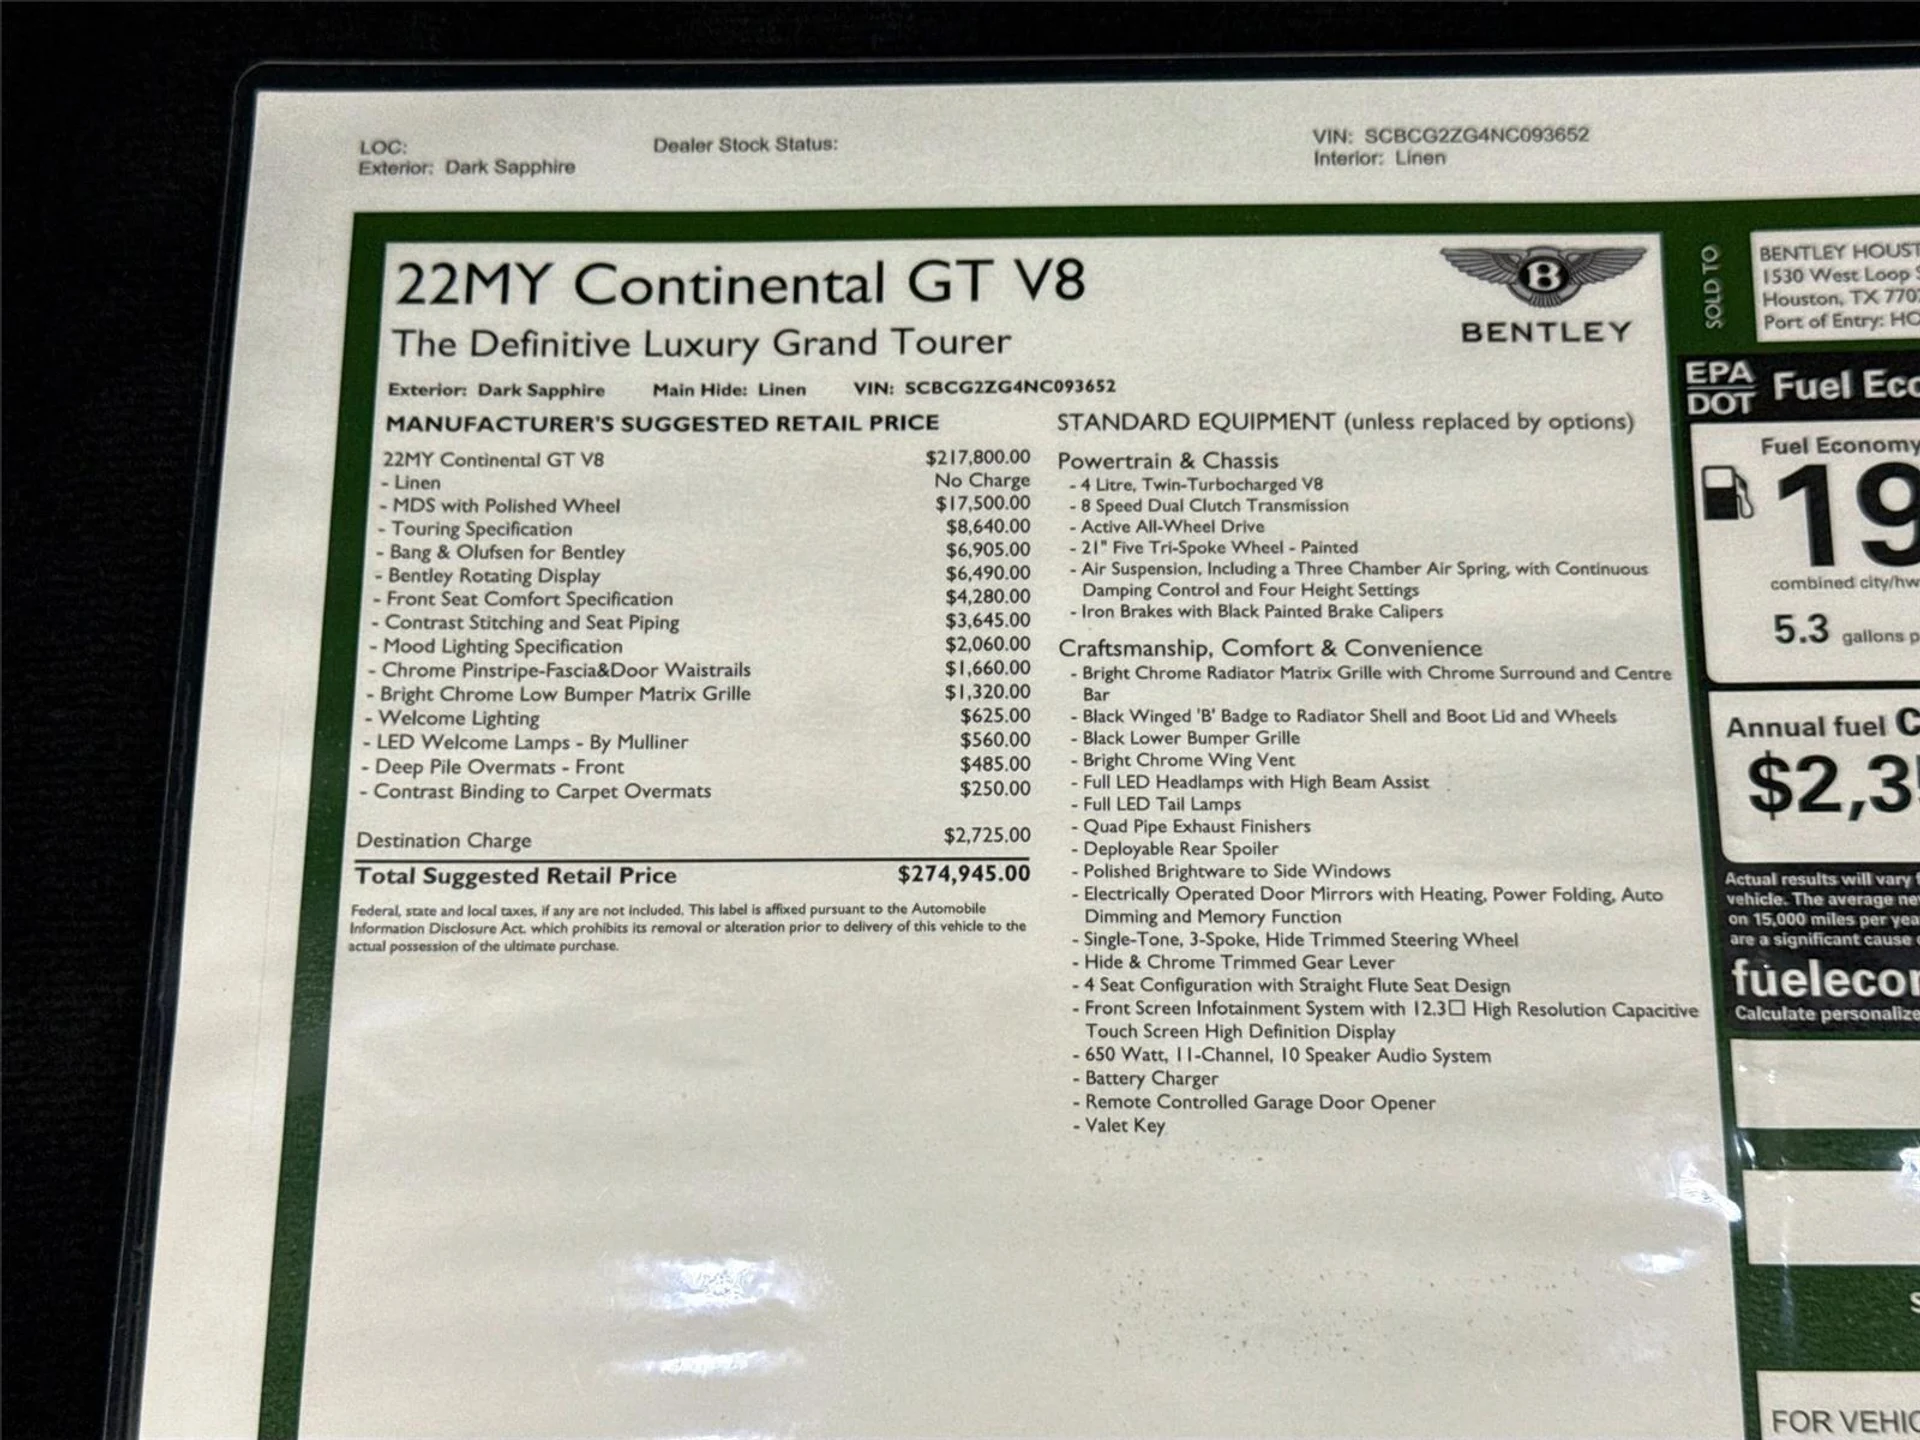 LOC:
Exterior: Dark Sapphire
Dealer Stock Status:
VIN: SCBCG2ZG4NC093652
Interior: Linen
22MY Continental GT V8
The Definitive Luxury Grand Tourer
B
BENTLEY
Exterior: Dark Sapphire Main Hide: Linen VIN: SCBCG2ZG4NC093652
MANUFACTURER'S SUGGESTED RETAIL PRICE
22MY Continental GT V8 $217,800.00
- Linen No Charge
- MDS with Polished Wheel $17,500.00
- Touring Specification $8,640.00
- Bang & Olufsen for Bentley $6,905.00
- Bentley Rotating Display $6,490.00
- Front Seat Comfort Specification $4,280.00
- Contrast Stitching and Seat Piping $3,645.00
- Mood Lighting Specification $2,060.00
- Chrome Pinstripe-Fascia&Door Waistrails $1,660.00
- Bright Chrome Low Bumper Matrix Grille $1,320.00
- Welcome Lighting $625.00
- LED Welcome Lamps - By Mulliner $560.00
- Deep Pile Overmats - Front $485.00
- Contrast Binding to Carpet Overmats $250.00
Destination Charge $2,725.00
Total Suggested Retail Price $274,945.00
Federal, state and local taxes, if any are not included. This label is affixed pursuant to the Automobile
Information Disclosure Act. which prohibits its removal or alteration prior to delivery of this vehicle to the
actual possession of the ultimate purchase.
STANDARD EQUIPMENT (unless replaced by options)
Powertrain & Chassis
- 4 Litre, Twin-Turbocharged V8
- 8 Speed Dual Clutch Transmission
- Active All-Wheel Drive
- 21" Five Tri-Spoke Wheel - Painted
- Air Suspension, Including a Three Chamber Air Spring, with Continuous
Damping Control and Four Height Settings
- Iron Brakes with Black Painted Brake Calipers
Craftsmanship, Comfort & Convenience
- Bright Chrome Radiator Matrix Grille with Chrome Surround and Centre
Bar
- Black Winged 'B' Badge to Radiator Shell and Boot Lid and Wheels
- Black Lower Bumper Grille
- Bright Chrome Wing Vent
- Full LED Headlamps with High Beam Assist
- Full LED Tail Lamps
- Quad Pipe Exhaust Finishers
- Deployable Rear Spoiler
- Polished Brightware to Side Windows
- Electrically Operated Door Mirrors with Heating, Power Folding, Auto
Dimming and Memory Function
- Single-Tone, 3-Spoke, Hide Trimmed Steering Wheel
- Hide & Chrome Trimmed Gear Lever
- 4 Seat Configuration with Straight Flute Seat Design
- Front Screen Infotainment System with 12.3□ High Resolution Capacitive
Touch Screen High Definition Display
- 650 Watt, 11-Channel, 10 Speaker Audio System
- Battery Charger
- Remote Controlled Garage Door Opener
- Valet Key
SOLD TO
BENTLEY HOUST
1530 West Loop S
Houston, TX 770
Port of Entry: HO
EPA
DOT
Fuel Eco
Fuel Economy
19
combined city/hw
5.3 gallons p
Annual fuel C
$2,3
Actual results will vary f
vehicle. The average ne
on 15,000 miles per yea
are a significant cause
fueleco
Calculate personalize
S
FOR VEHIC